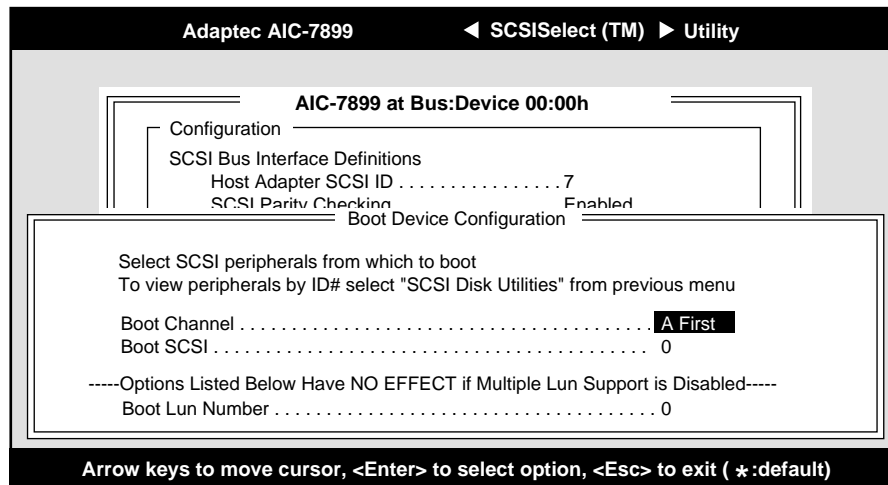 Adaptec AIC-7899 ◀ SCSISelect (TM) ▶ Utility
AIC-7899 at Bus:Device 00:00h
Configuration
SCSI Bus Interface Definitions
Host Adapter SCSI ID . . . . . . . . . . . . . . . . 7
SCSI Parity Checking Enabled
Boot Device Configuration
Select SCSI peripherals from which to boot
To view peripherals by ID# select "SCSI Disk Utilities" from previous menu
Boot Channel . . . . . . . . . . . . . . . . . . . . . . . . . . . . . . . . . . . . . . . . A First
Boot SCSI . . . . . . . . . . . . . . . . . . . . . . . . . . . . . . . . . . . . . . . . . . 0
-----Options Listed Below Have NO EFFECT if Multiple Lun Support is Disabled-----
Boot Lun Number . . . . . . . . . . . . . . . . . . . . . . . . . . . . . . . . . . . . . 0
Arrow keys to move cursor, <Enter> to select option, <Esc> to exit ( *:default)